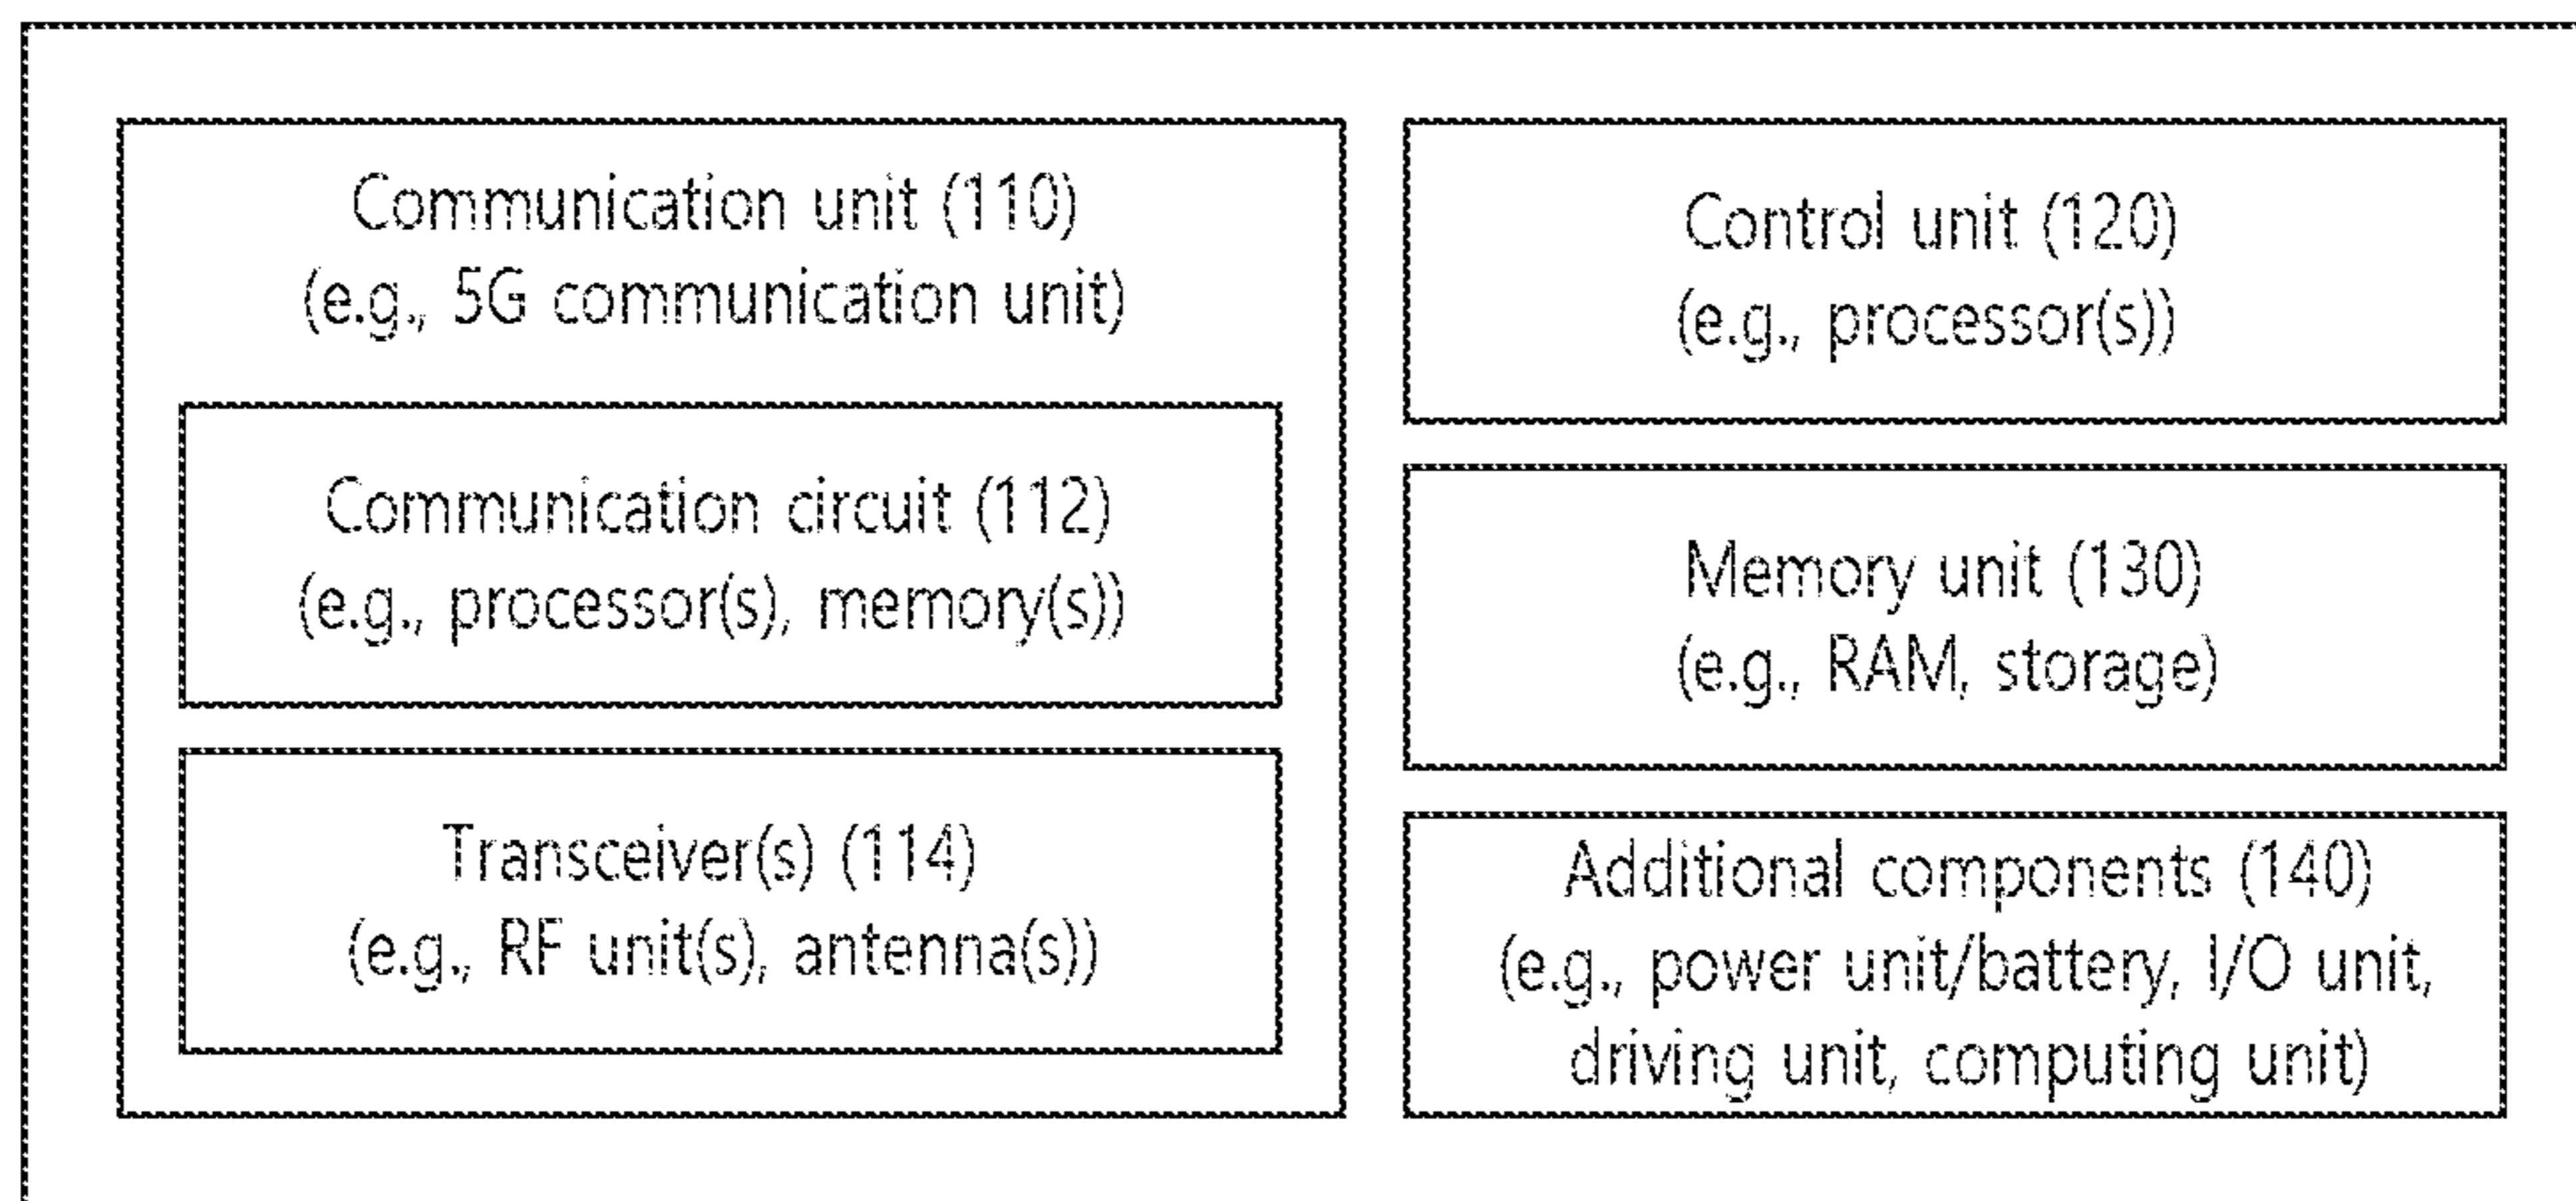 Communication unit (110)
(e.g., 5G communication unit)
Communication circuit (112)
(e.g., processor(s), memory(s))
Transceiver(s) (114)
(e.g., RF unit(s), antenna(s))
Control unit (120)
(e.g., processor(s))
Memory unit (130)
(e.g., RAM, storage)
Additional components (140)
(e.g., power unit/battery, I/O unit,
driving unit, computing unit)